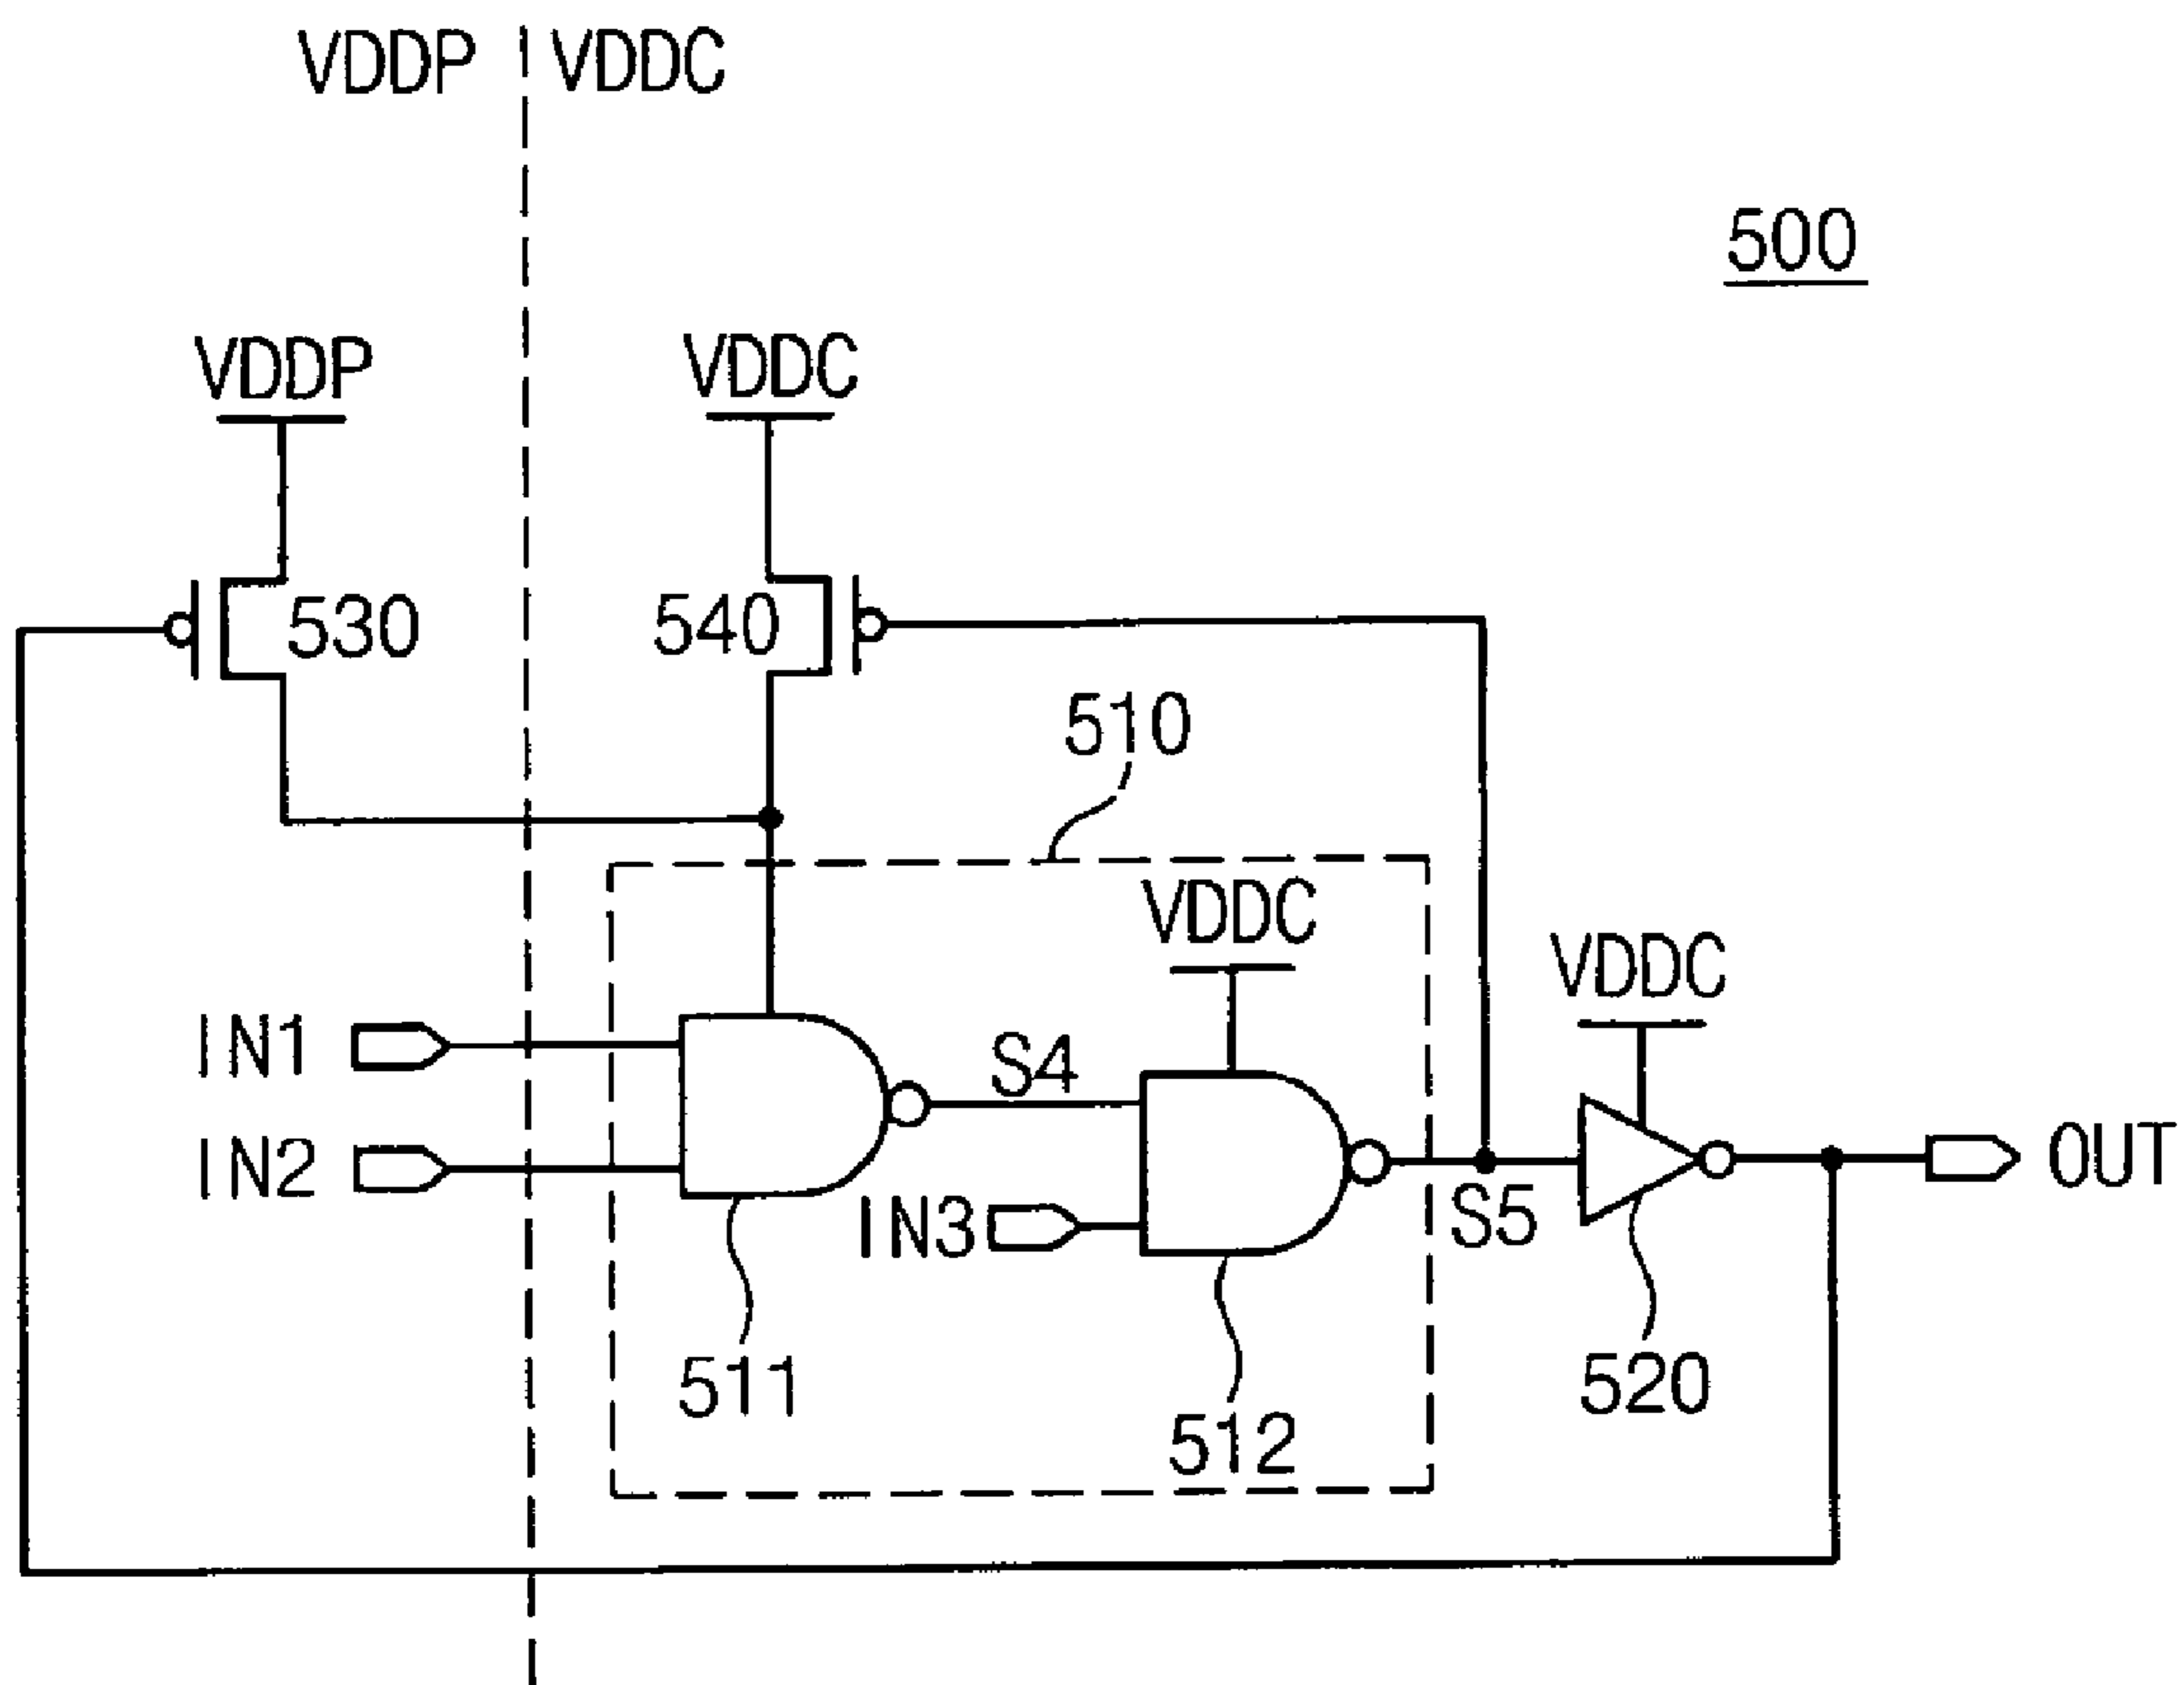 VDDP VDDC
500
VDDP VDDC
530 540
510
VDDC
VDDC
IN1 S4
IN2 IN3 S5 OUT
511 512 520